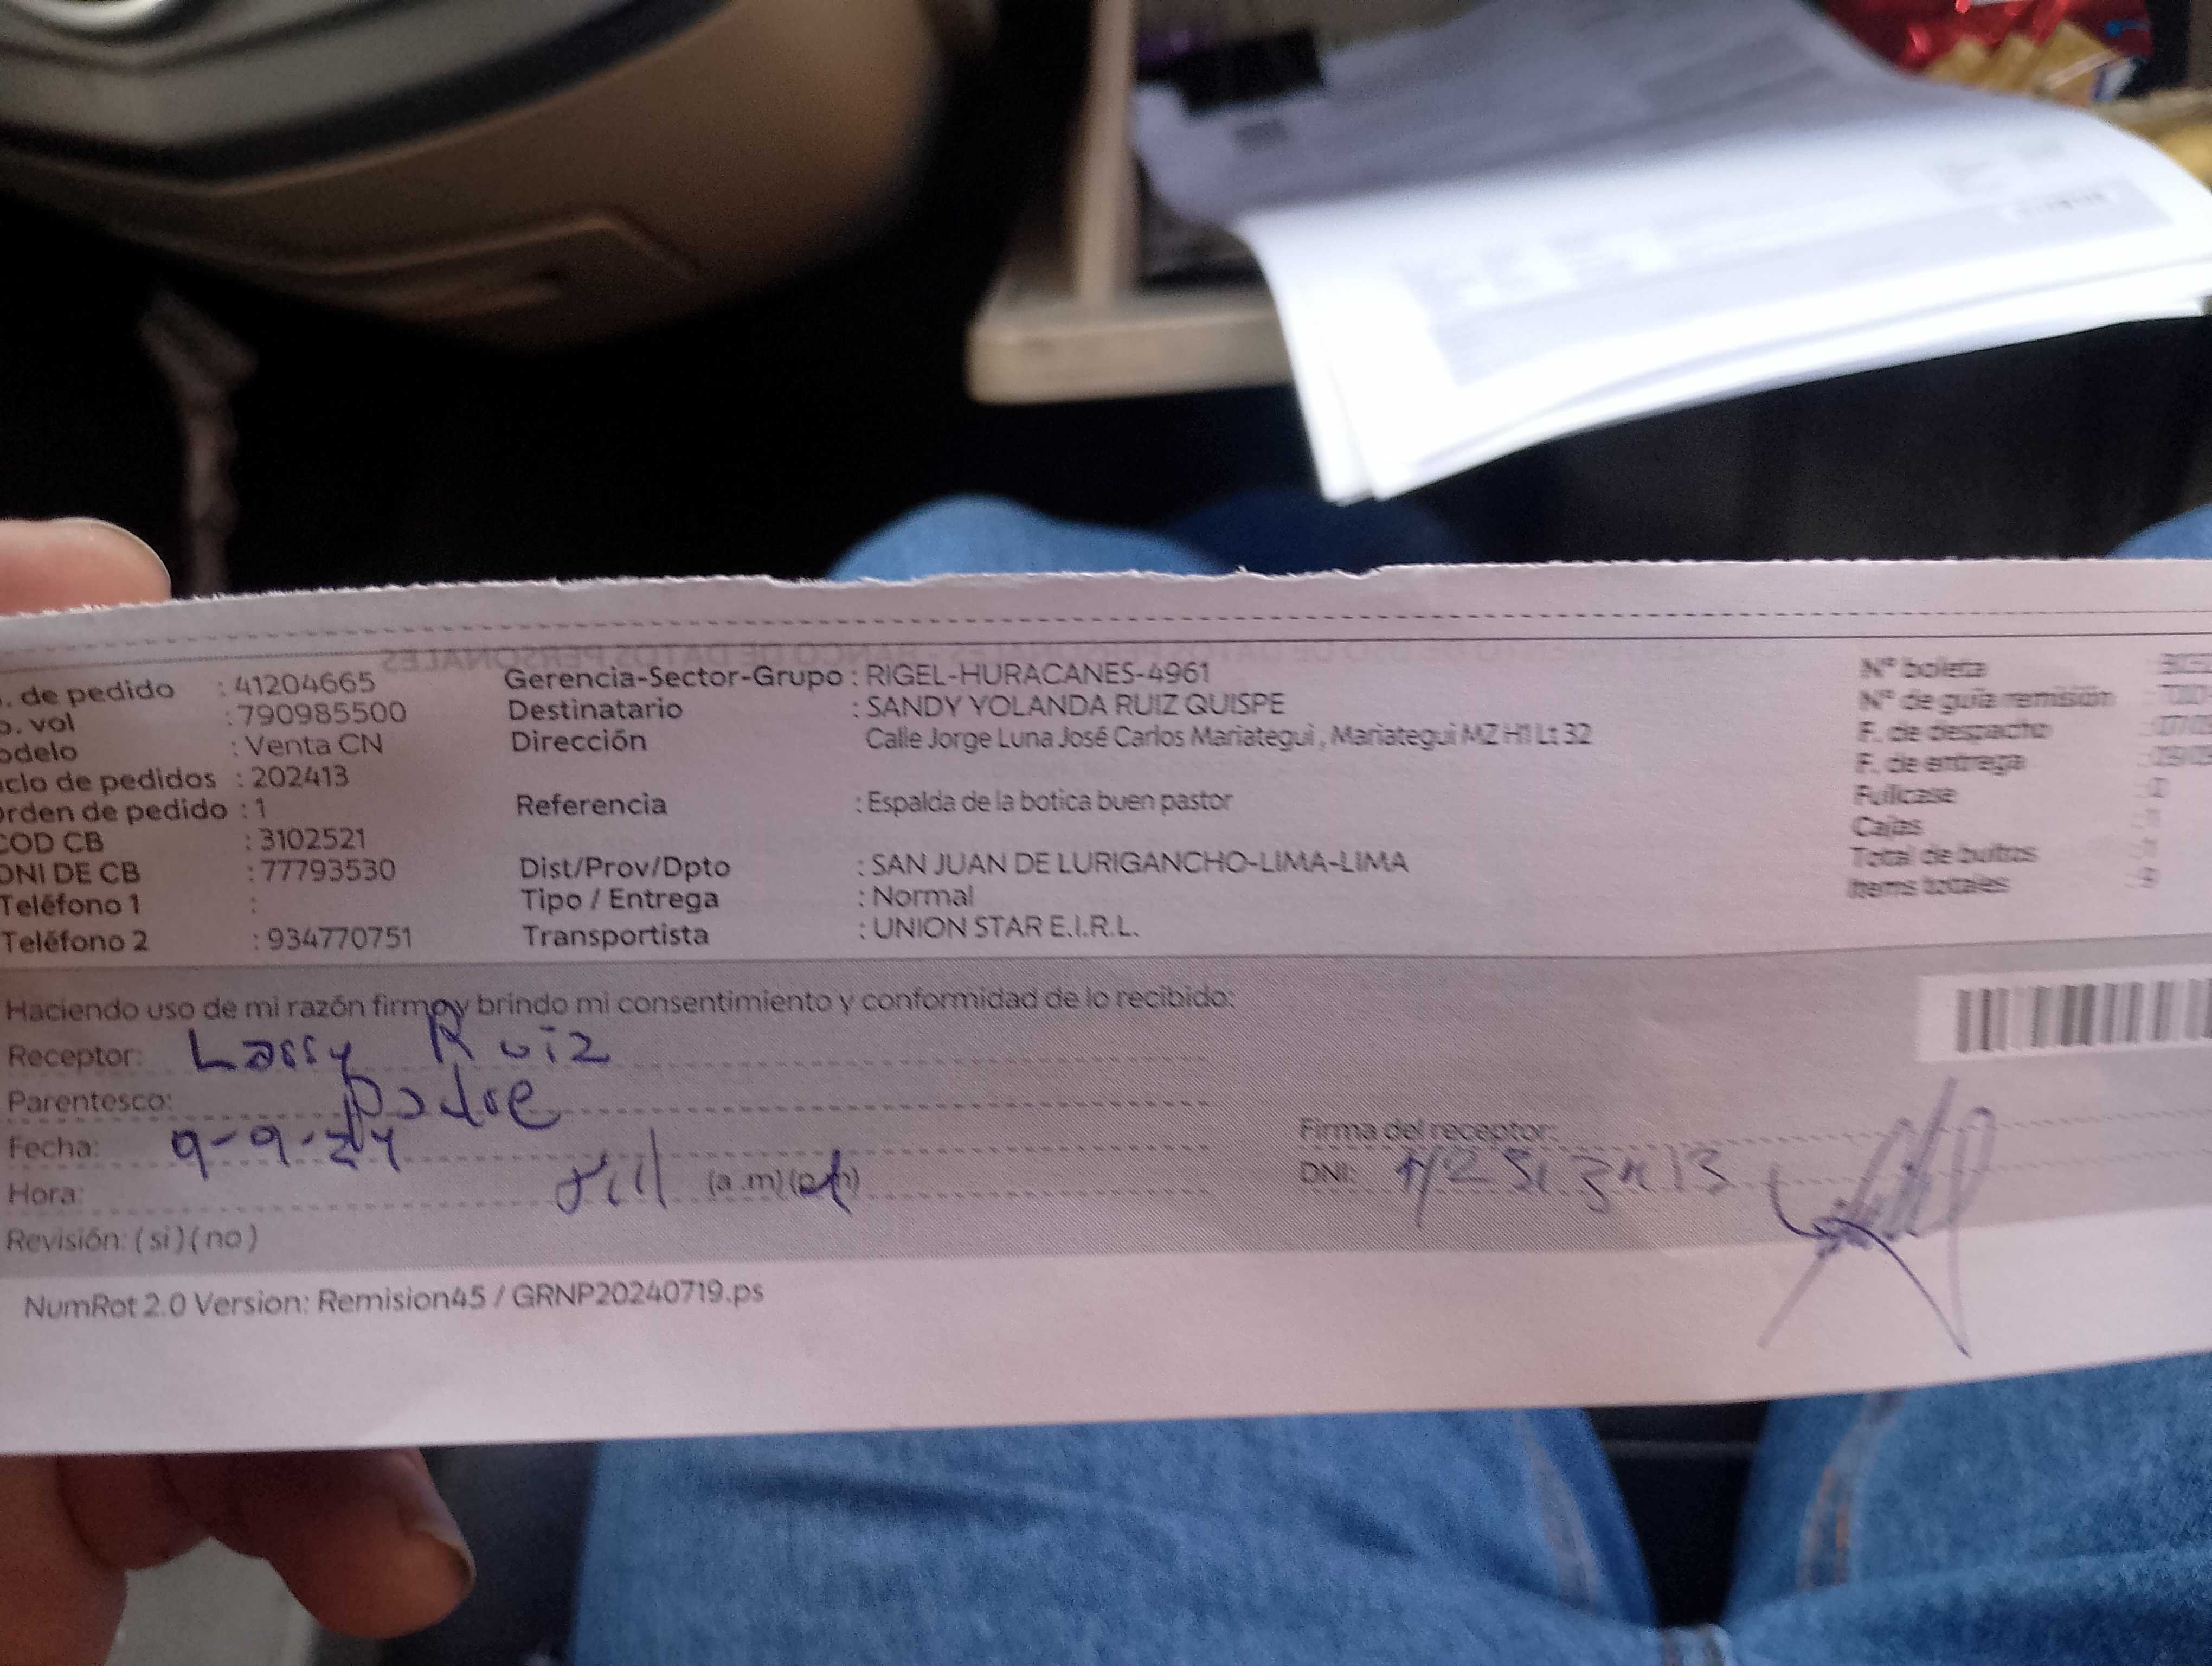 . de pedido : 41204665
o. vol : 790985500
odelo : Venta CN
iclo de pedidos : 202413
rden de pedido : 1
COD CB : 3102521
DNI DE CB : 77793530
Teléfono 1 :
Teléfono 2 : 934770751
Gerencia-Sector-Grupo : RIGEL-HURACANES-4961
Destinatario : SANDY YOLANDA RUIZ QUISPE
Dirección Calle Jorge Luna José Carlos Mariategui , Mariategui MZ H1 Lt 32
Referencia : Espalda de la botica buen pastor
Dist/Prov/Dpto : SAN JUAN DE LURIGANCHO-LIMA-LIMA
Tipo / Entrega : Normal
Transportista : UNION STAR E.I.R.L.
Nº boleta
Nº de guía remisión
F. de despacho
F. de entrega
Fullcase
Cajas
Total de bultos
Items totales
Haciendo uso de mi razón firmo y brindo mi consentimiento y conformidad de lo recibido:
Receptor: Lassy Ruiz
Parentesco: padre
Fecha: 9-9-24
Hora: (a.m)(p.m)
Revisión: (si)(no)
Firma del receptor:
DNI:
NumRot 2.0 Version: Remision45 / GRNP20240719.ps